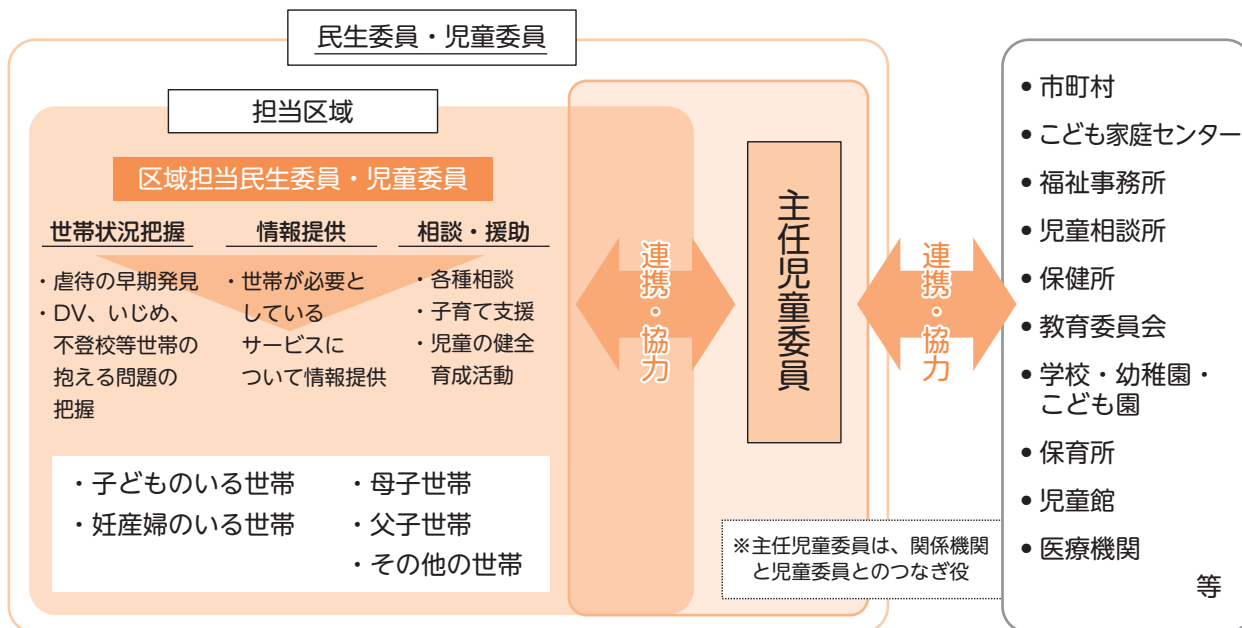 民生委員・児童委員
担当区域
区域担当民生委員・児童委員
世帯状況把握
・虐待の早期発見
・DV、いじめ、
不登校等世帯の
抱える問題の
把握
情報提供
・世帯が必要と
している
サービスに
ついて情報提供
相談・援助
・各種相談
・子育て支援
・児童の健全
育成活動
・子どものいる世帯
・妊産婦のいる世帯
・母子世帯
・父子世帯
・その他の世帯
連携・協力
主任児童委員
連携・協力
※主任児童委員は、関係機関
と児童委員とのつなぎ役
• 市町村
• こども家庭センター
• 福祉事務所
• 児童相談所
• 保健所
• 教育委員会
• 学校・幼稚園・
こども園
• 保育所
• 児童館
• 医療機関
等